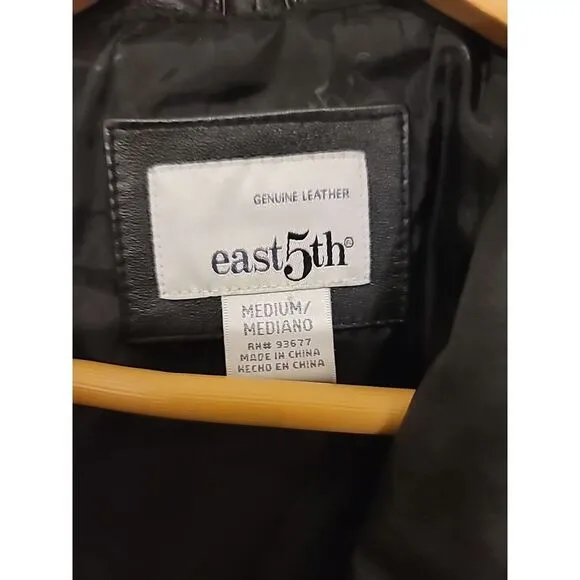 GENUINE LEATHER
east5th®
MEDIUM/
MEDIANO
RN# 93677
MADE IN CHINA
HECHO EN CHINA